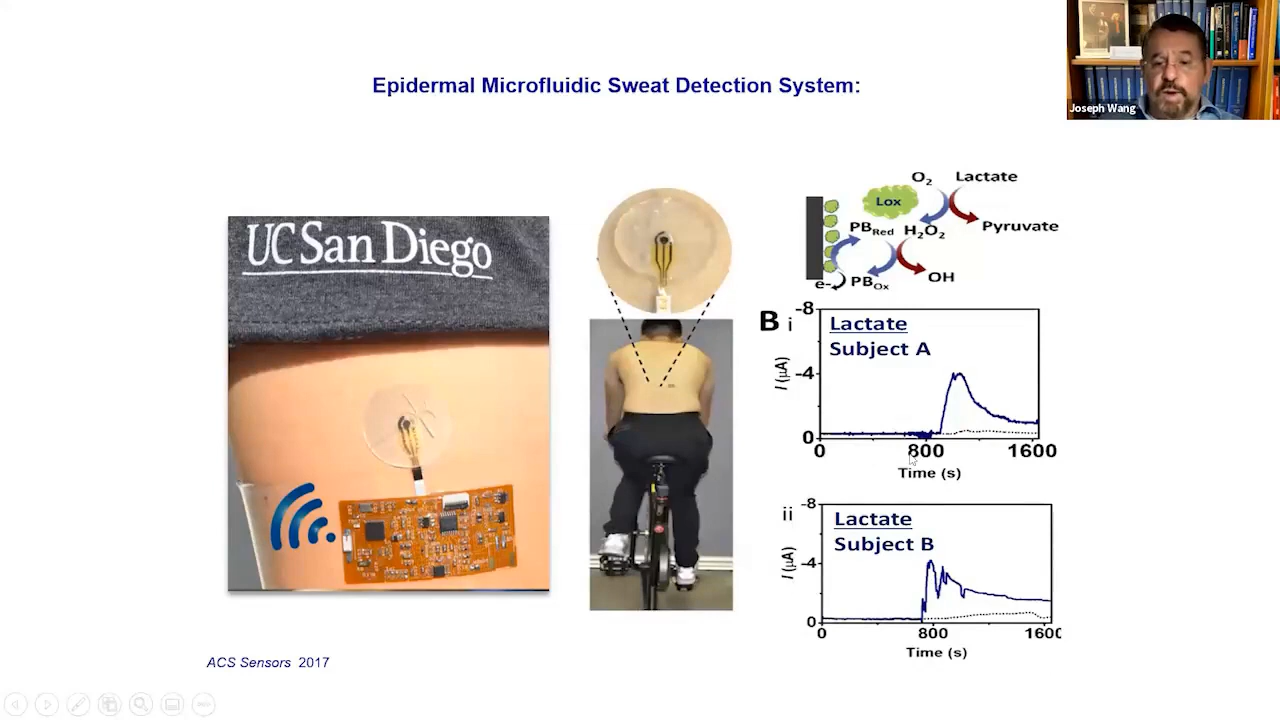 Epidermal Microfluidic Sweat Detection System:
Joseph Wang
UC San Diego
O2 Lactate
Lox
PBRed H2O2 Pyruvate
OH
e- PBOx
B i
Lactate
Subject A
-8
-4
0
I (μA)
0 800 1600
Time (s)
ii
Lactate
Subject B
-8
-4
0
I (μA)
0 800 1600
Time (s)
ACS Sensors 2017